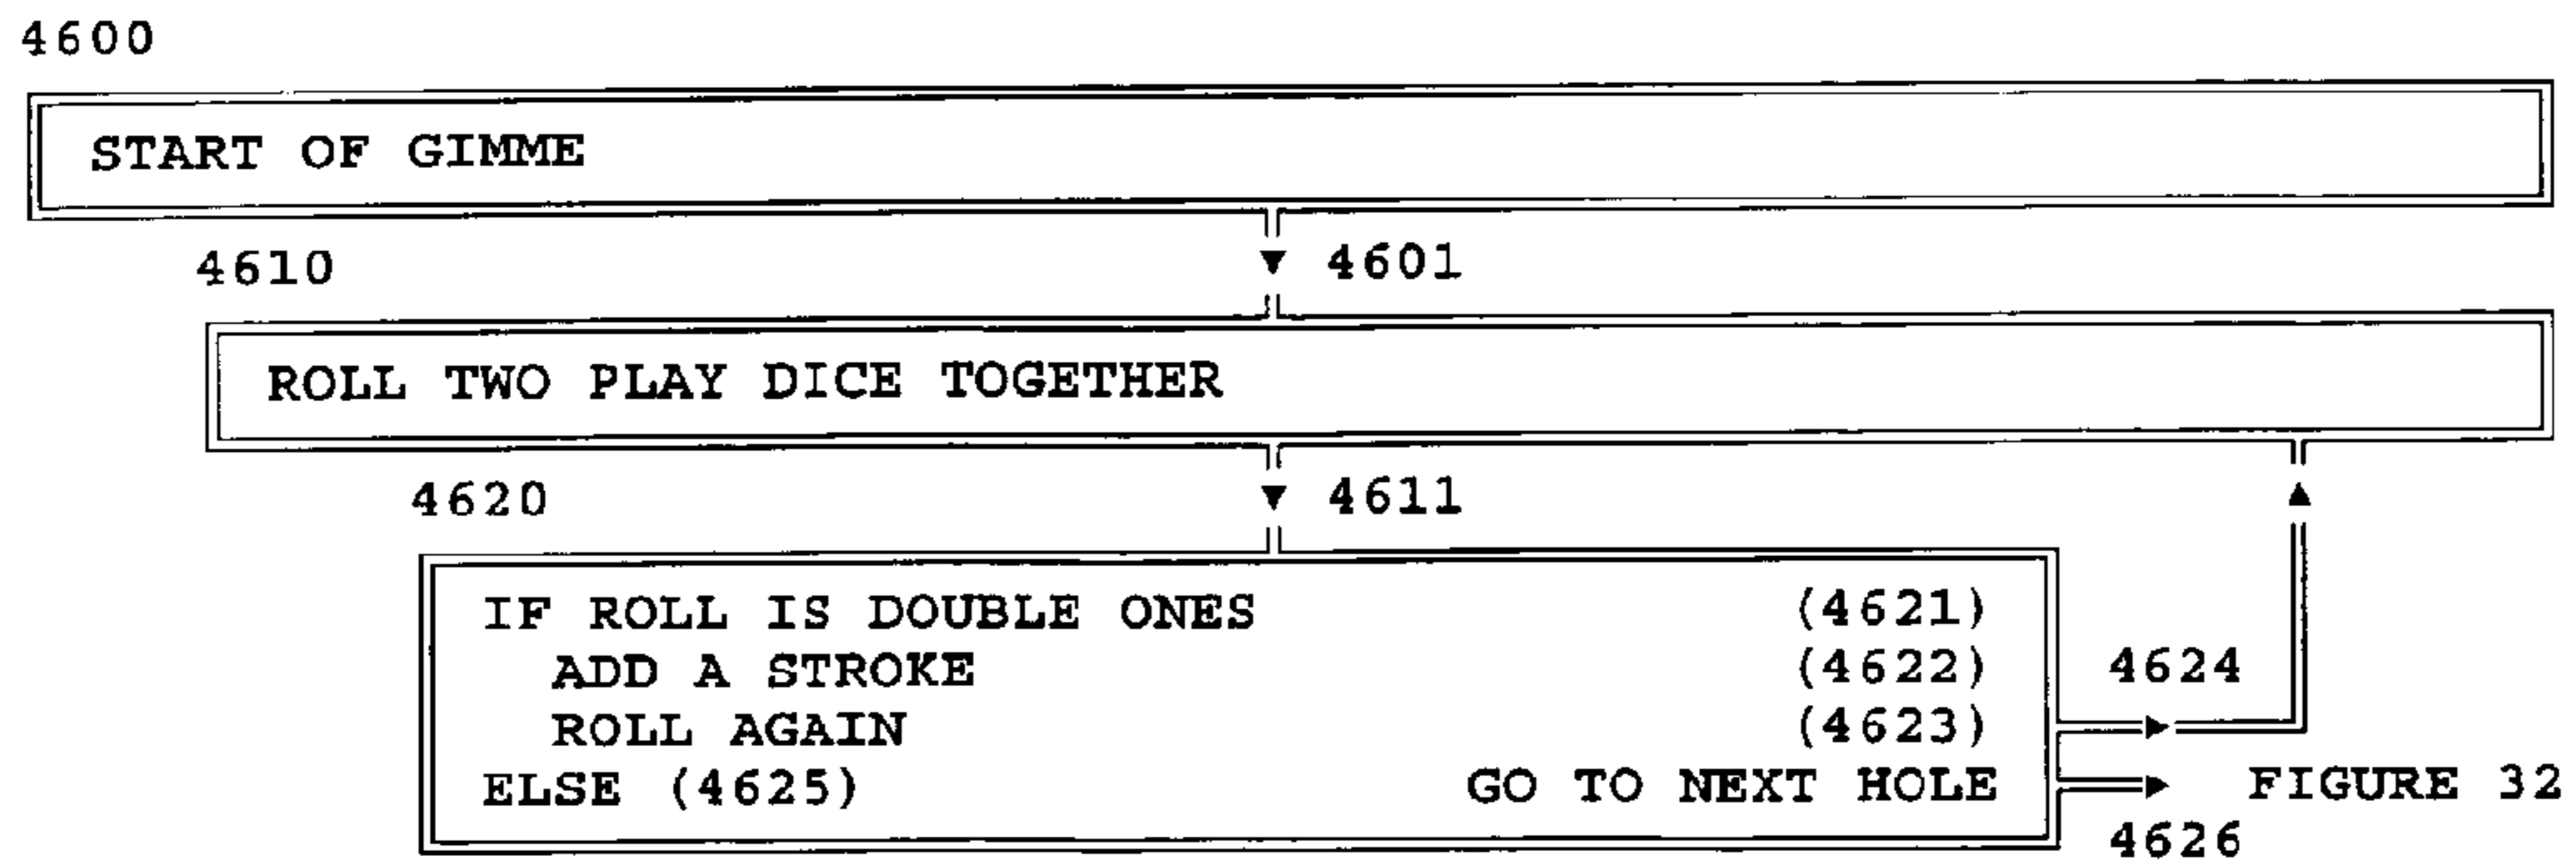 4600
START OF GIMME
4610 4601
ROLL TWO PLAY DICE TOGETHER
4620 4611
IF ROLL IS DOUBLE ONES (4621)
ADD A STROKE (4622) 4624
ROLL AGAIN (4623)
ELSE (4625) GO TO NEXT HOLE FIGURE 32
4626